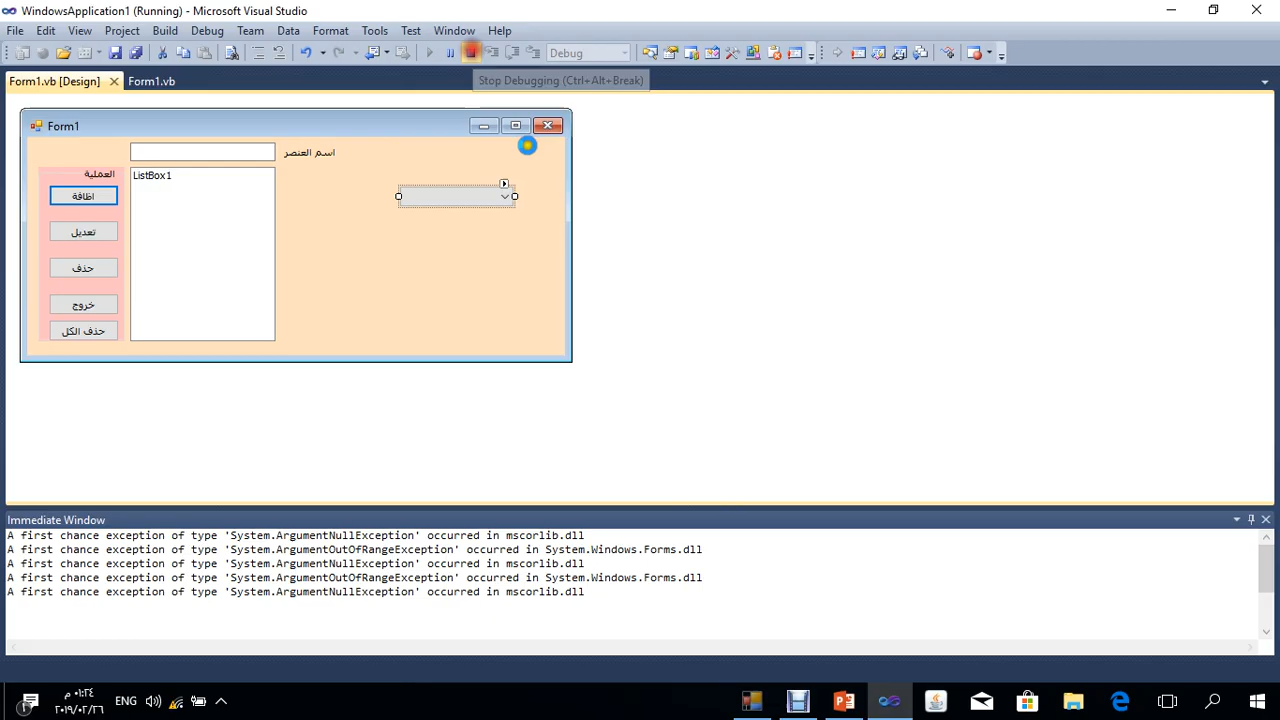 WindowsApplication1 (Running) - Microsoft Visual Studio
File Edit View Project Build Debug Team Data Format Tools Test Window Help
Debug
Form1.vb [Design] Form1.vb
Stop Debugging (Ctrl+Alt+Break)
Form1
اسم العنصر
العملية
ListBox1
اظافة
تعديل
حذف
خروج
حذف الكل
Immediate Window
A first chance exception of type 'System.ArgumentNullException' occurred in mscorlib.dll
A first chance exception of type 'System.ArgumentOutOfRangeException' occurred in System.Windows.Forms.dll
A first chance exception of type 'System.ArgumentNullException' occurred in mscorlib.dll
A first chance exception of type 'System.ArgumentOutOfRangeException' occurred in System.Windows.Forms.dll
A first chance exception of type 'System.ArgumentNullException' occurred in mscorlib.dll
ENG
٠١:٢٤ م
٢٠١٩/٠٢/٢٦